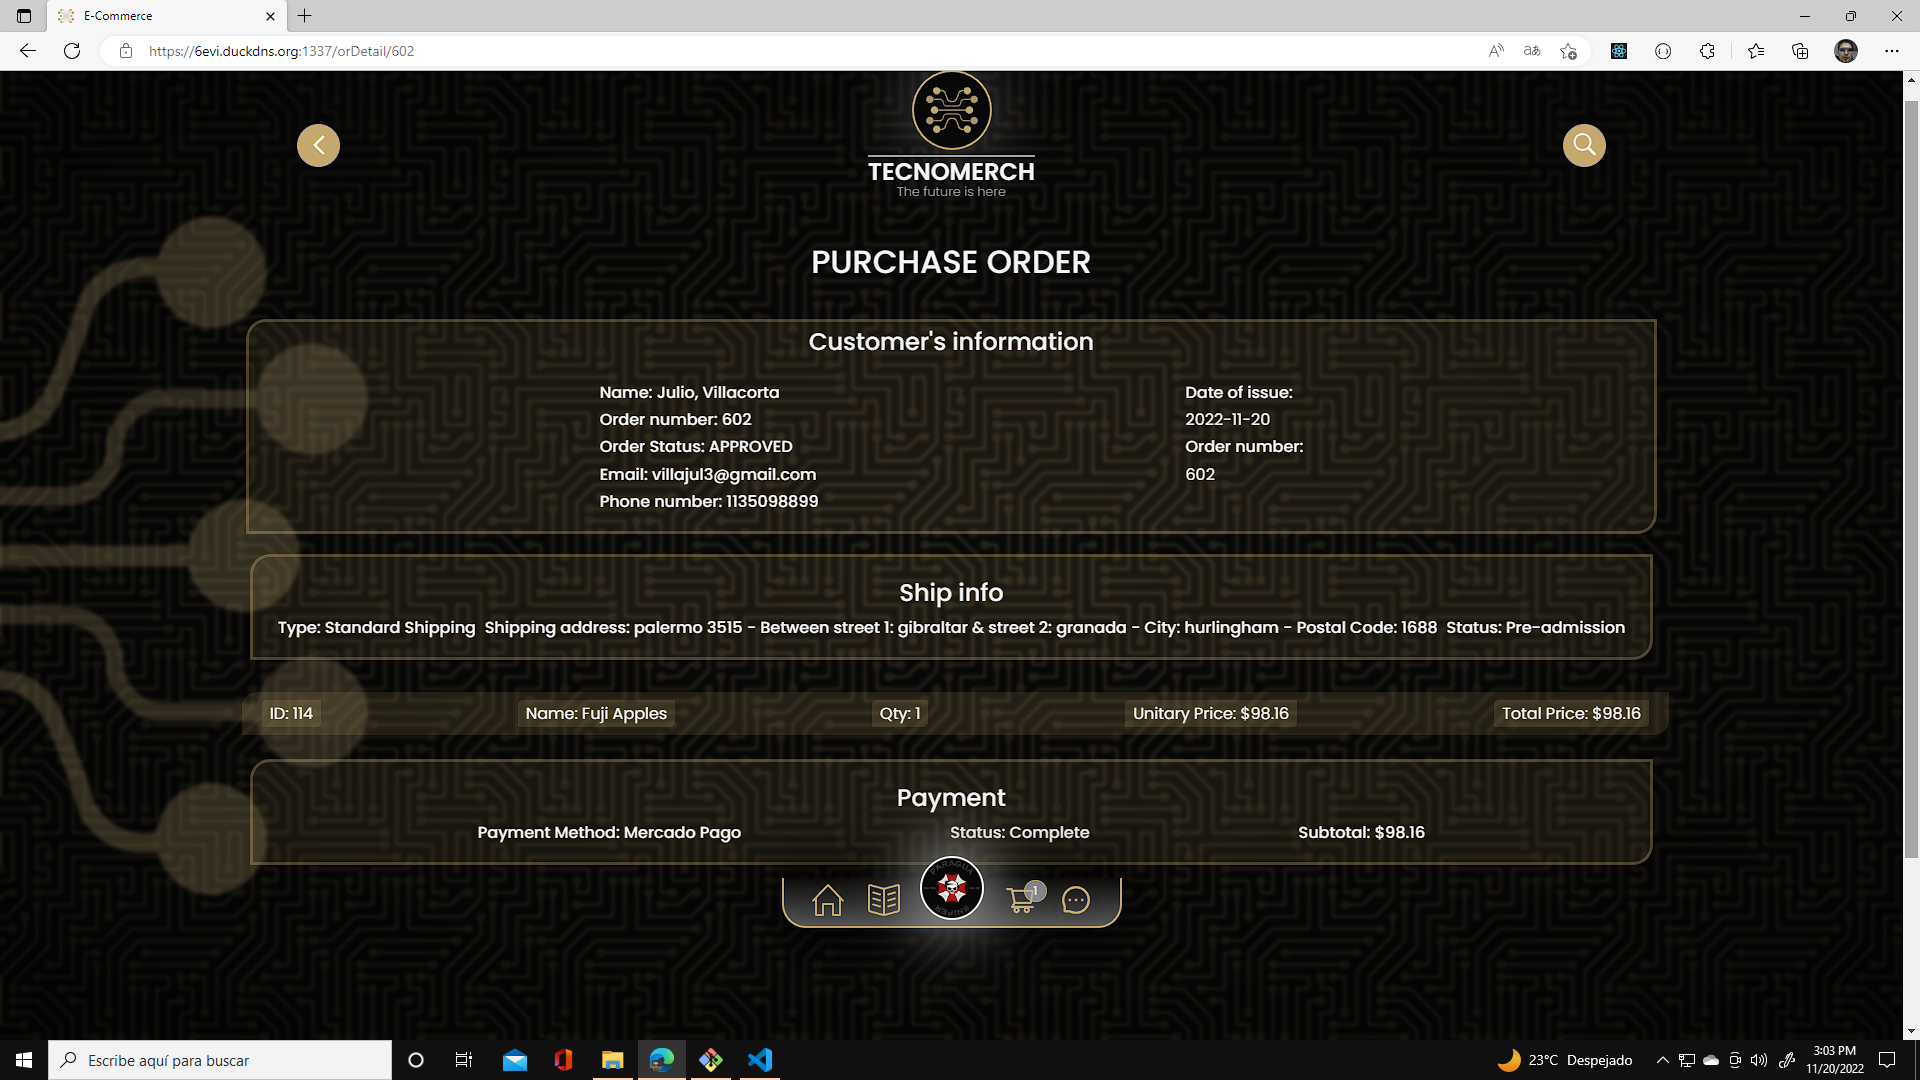 E-Commerce
https://6evi.duckdns.org:1337/orDetail/602
TECNOMERCH
The future is here
PURCHASE ORDER
Customer's information
Name: Julio, Villacorta
Order number: 602
Order Status: APPROVED
Email: villajul3@gmail.com
Phone number: 1135098899
Date of issue:
2022-11-20
Order number:
602
Ship info
Type: Standard Shipping Shipping address: palermo 3515 - Between street 1: gibraltar & street 2: granada - City: hurlingham - Postal Code: 1688 Status: Pre-admission
ID: 114 Name: Fuji Apples Qty: 1 Unitary Price: $98.16 Total Price: $98.16
Payment
Payment Method: Mercado Pago Status: Complete Subtotal: $98.16
1
Escribe aquí para buscar
23°C Despejado
3:03 PM
11/20/2022